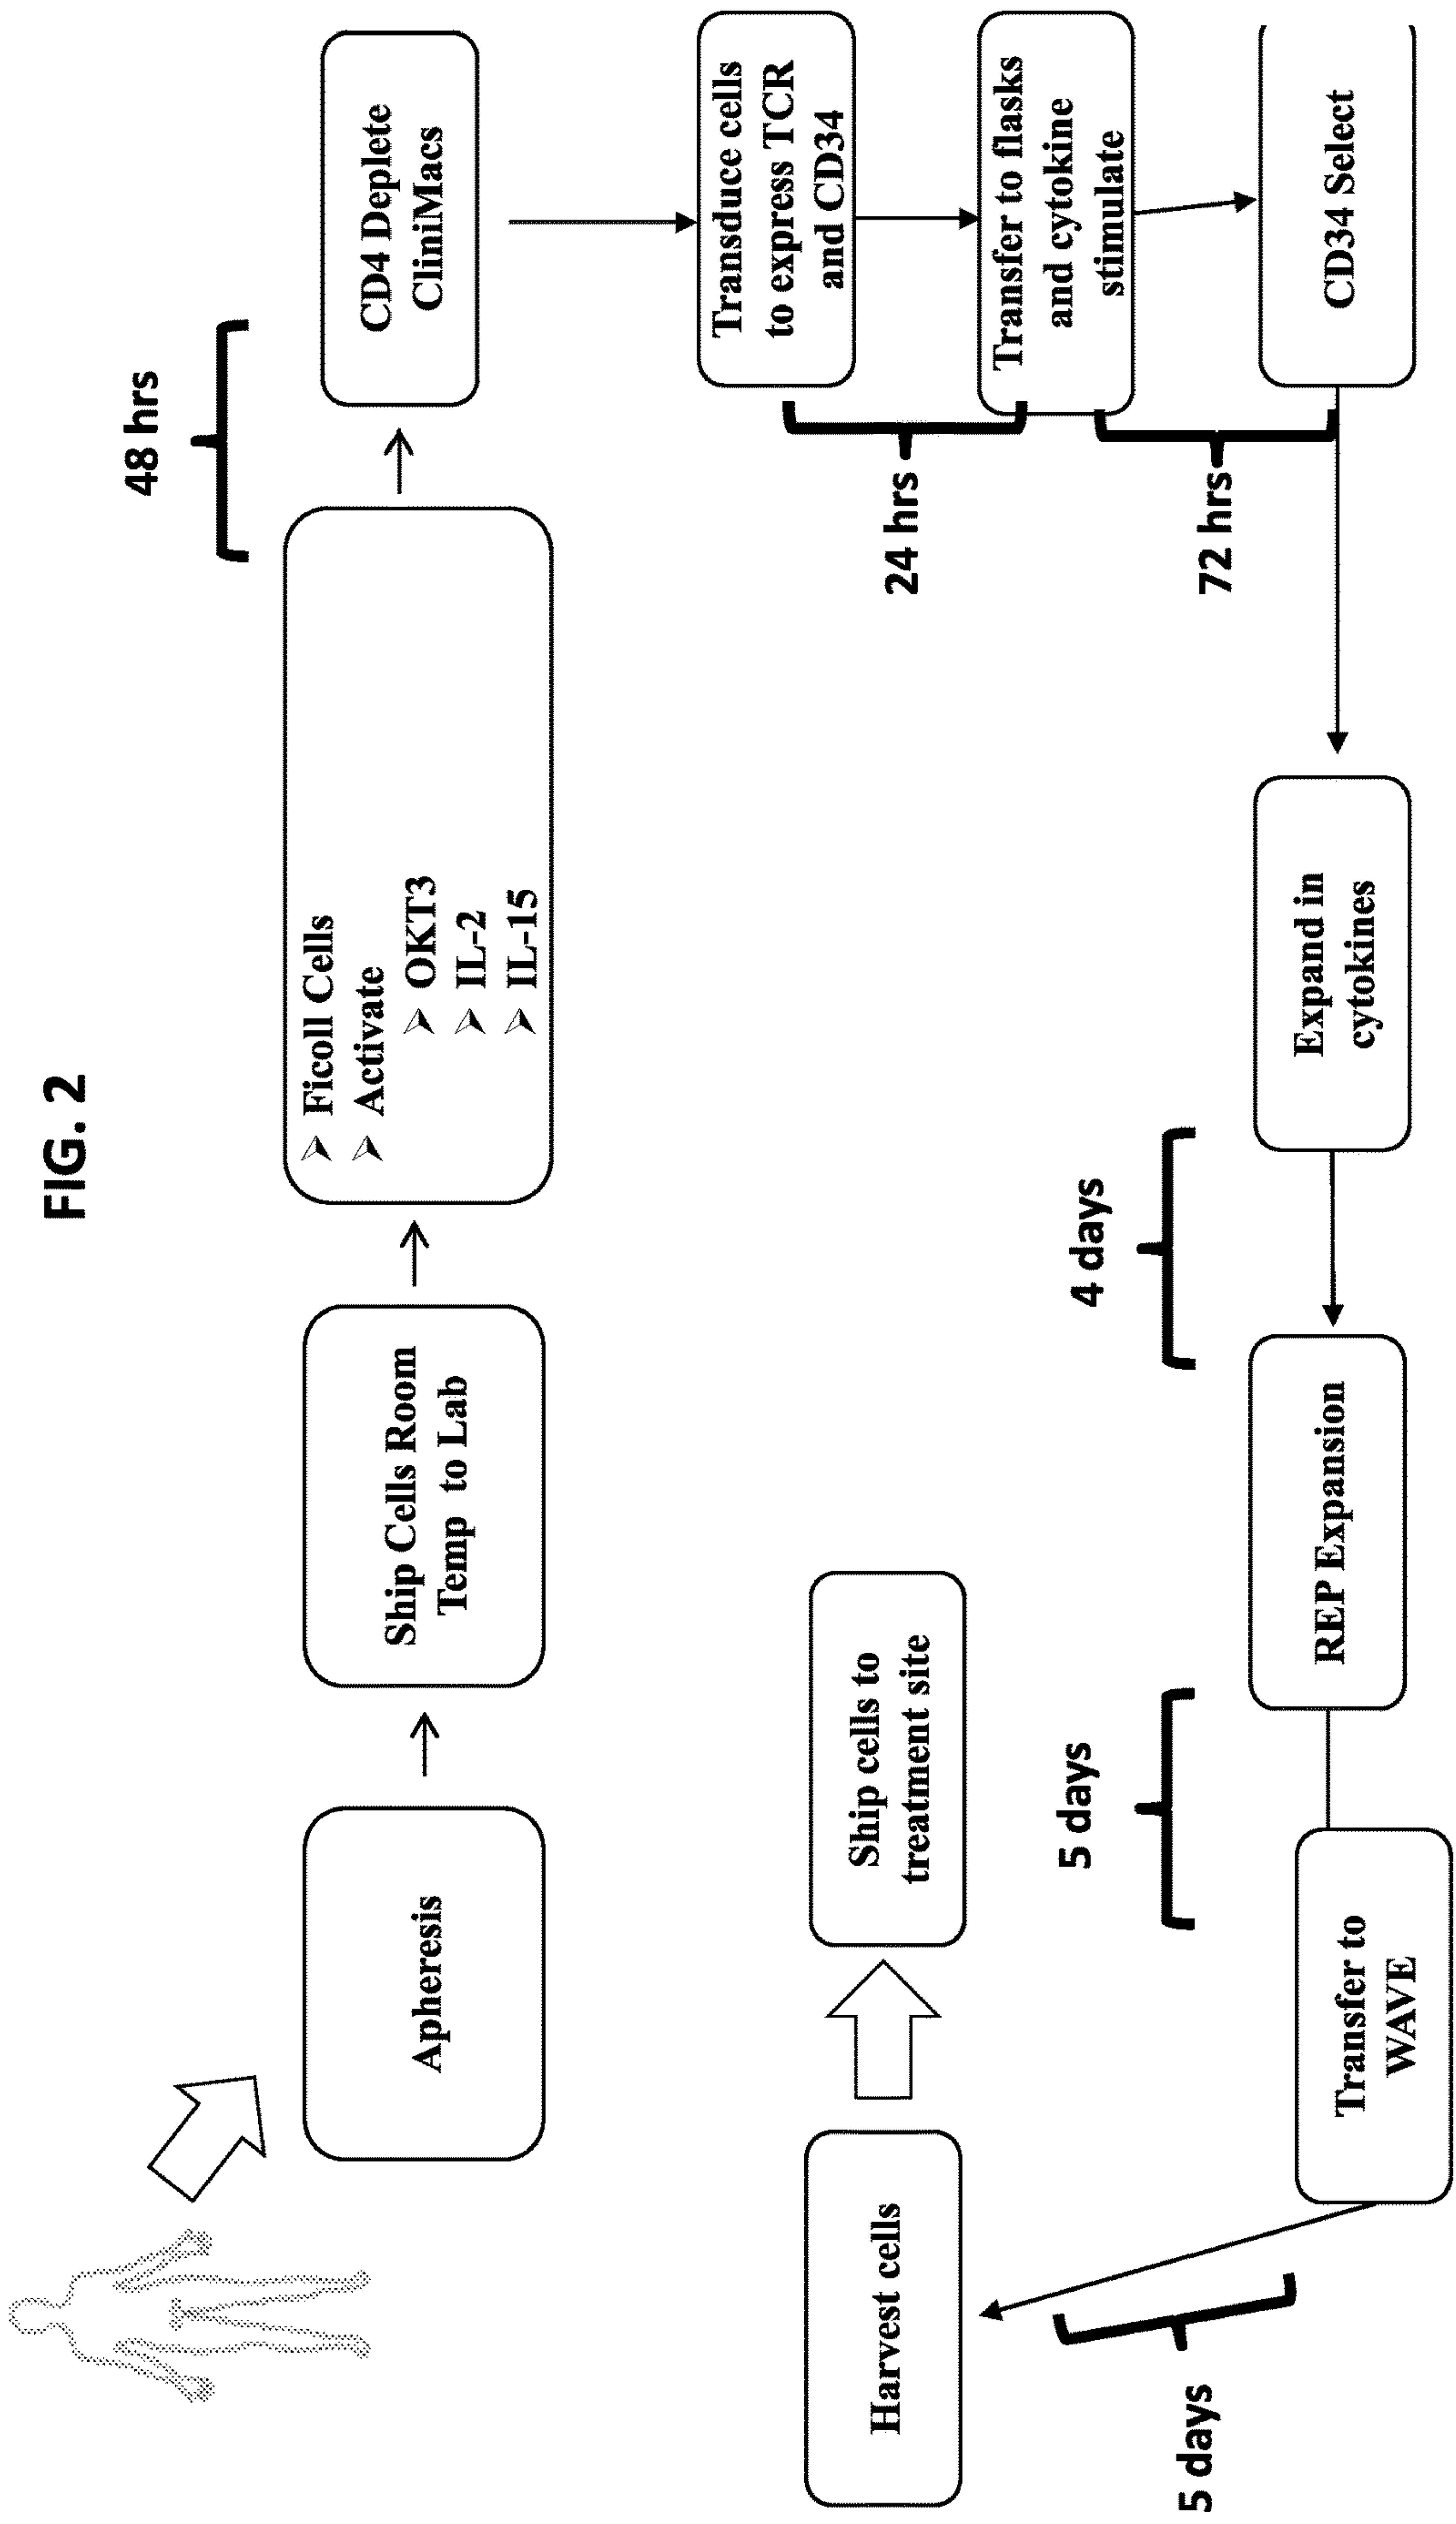 FIG. 2
48 hrs
Apheresis
Ship Cells Room
Temp to Lab
➢ Ficoll Cells
➢ Activate
➢ OKT3
➢ IL-2
➢ IL-15
CD4 Deplete
CliniMacs
Transduce cells
to express TCR
and CD34
24 hrs
Transfer to flasks
and cytokine
stimulate
72 hrs
CD34 Select
Expand in
cytokines
4 days
REP Expansion
5 days
Transfer to
WAVE
5 days
Harvest cells
Ship cells to
treatment site